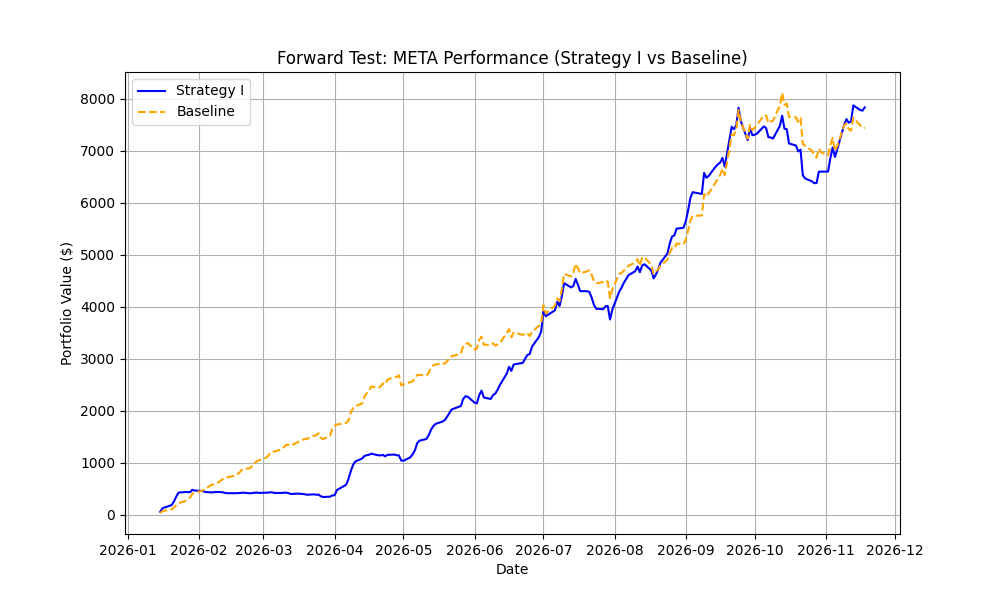 Forward Test: META Performance (Strategy I vs Baseline)
Strategy I
Baseline
Portfolio Value ($)
8000
7000
6000
5000
4000
3000
2000
1000
0
2026-01 2026-02 2026-03 2026-04 2026-05 2026-06 2026-07 2026-08 2026-09 2026-10 2026-11 2026-12
Date